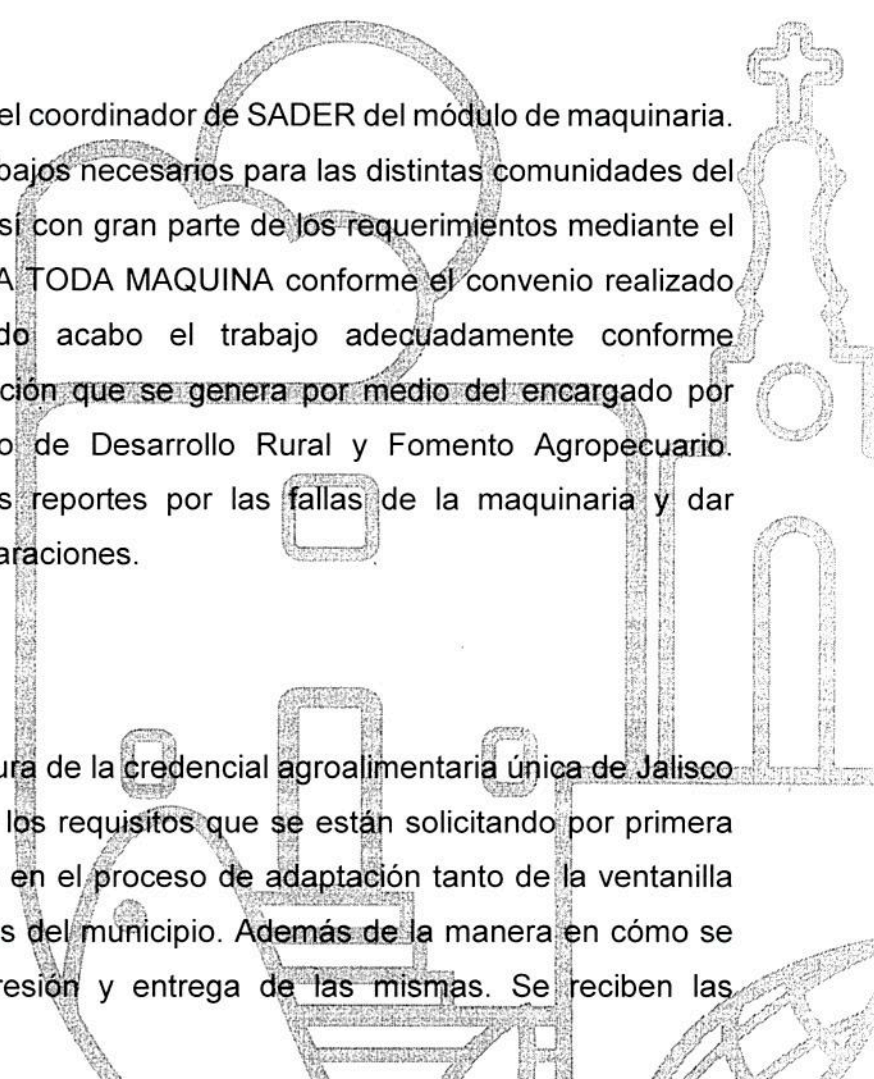 el coordinador de SADER del módulo de maquinaria.
bajos necesarios para las distintas comunidades del
sí con gran parte de los requerimientos mediante el
A TODA MAQUINA conforme el convenio realizado
do acabo el trabajo adecuadamente conforme
ción que se genera por medio del encargado por
o de Desarrollo Rural y Fomento Agropecuario.
s reportes por las fallas de la maquinaria y dar
araciones.
ura de la credencial agroalimentaria única de Jalisco
los requisitos que se están solicitando por primera
en el proceso de adaptación tanto de la ventanilla
s del municipio. Además de la manera en cómo se
resión y entrega de las mismas. Se reciben las